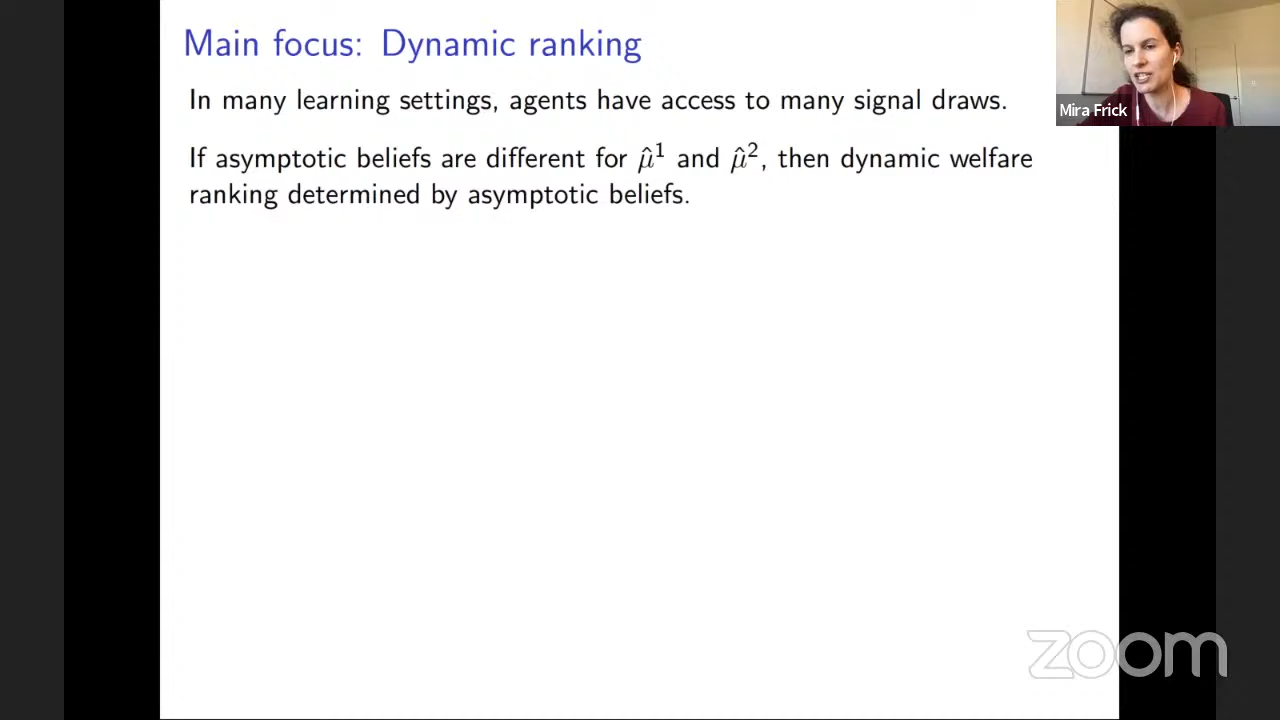 Main focus: Dynamic ranking
In many learning settings, agents have access to many signal draws.
If asymptotic beliefs are different for μ̂¹ and μ̂², then dynamic welfare
ranking determined by asymptotic beliefs.
Mira Frick
zoom